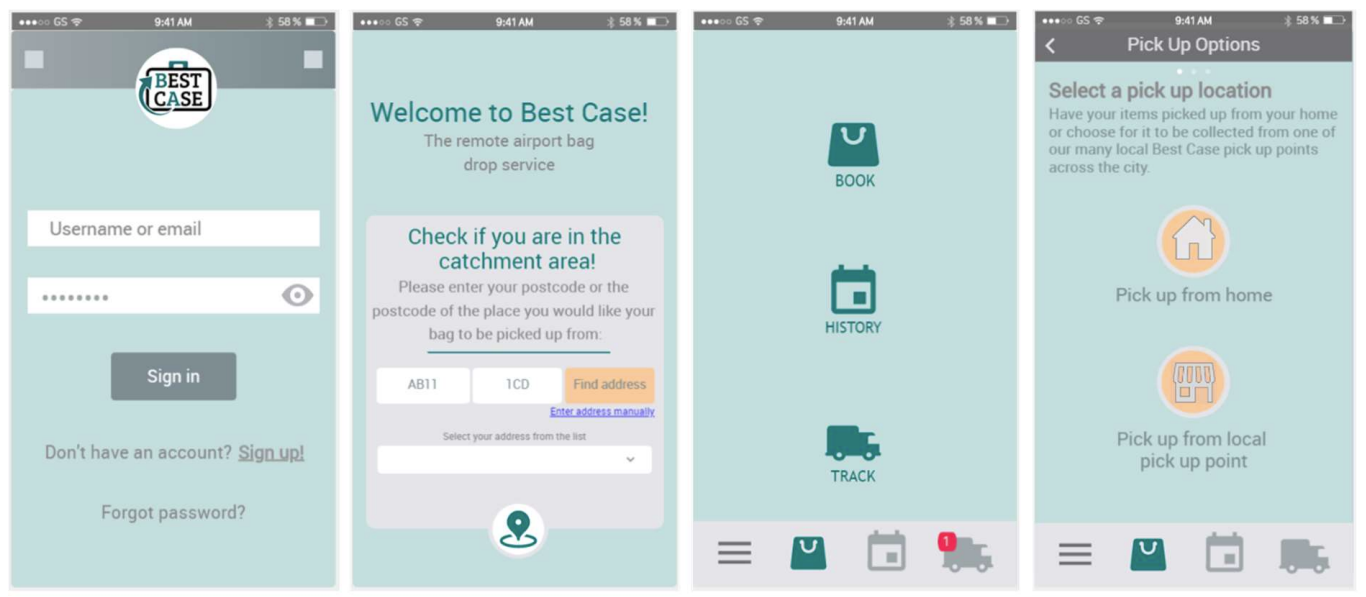 GS 9:41 AM 58%
BEST
CASE
Username or email
Sign in
Don't have an account? Sign up!
Forgot password?
GS 9:41 AM 58%
Welcome to Best Case!
The remote airport bag
drop service
Check if you are in the
catchment area!
Please enter your postcode or the
postcode of the place you would like your
bag to be picked up from:
AB11 1CD Find address
Enter address manually
Select your address from the list
GS 9:41 AM 58%
BOOK
HISTORY
TRACK
1
GS 9:41 AM 58%
Pick Up Options
Select a pick up location
Have your items picked up from your home
or choose for it to be collected from one of
our many local Best Case pick up points
across the city.
Pick up from home
Pick up from local
pick up point